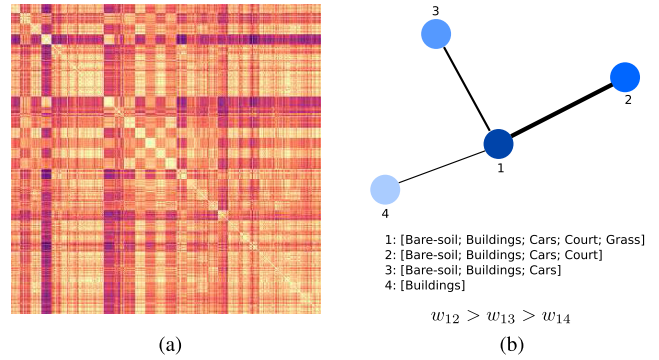 3
2
1
4
1: [Bare-soil; Buildings; Cars; Court; Grass]
2: [Bare-soil; Buildings; Cars; Court]
3: [Bare-soil; Buildings; Cars]
4: [Buildings]
w₁₂ > w₁₃ > w₁₄
(a)
(b)